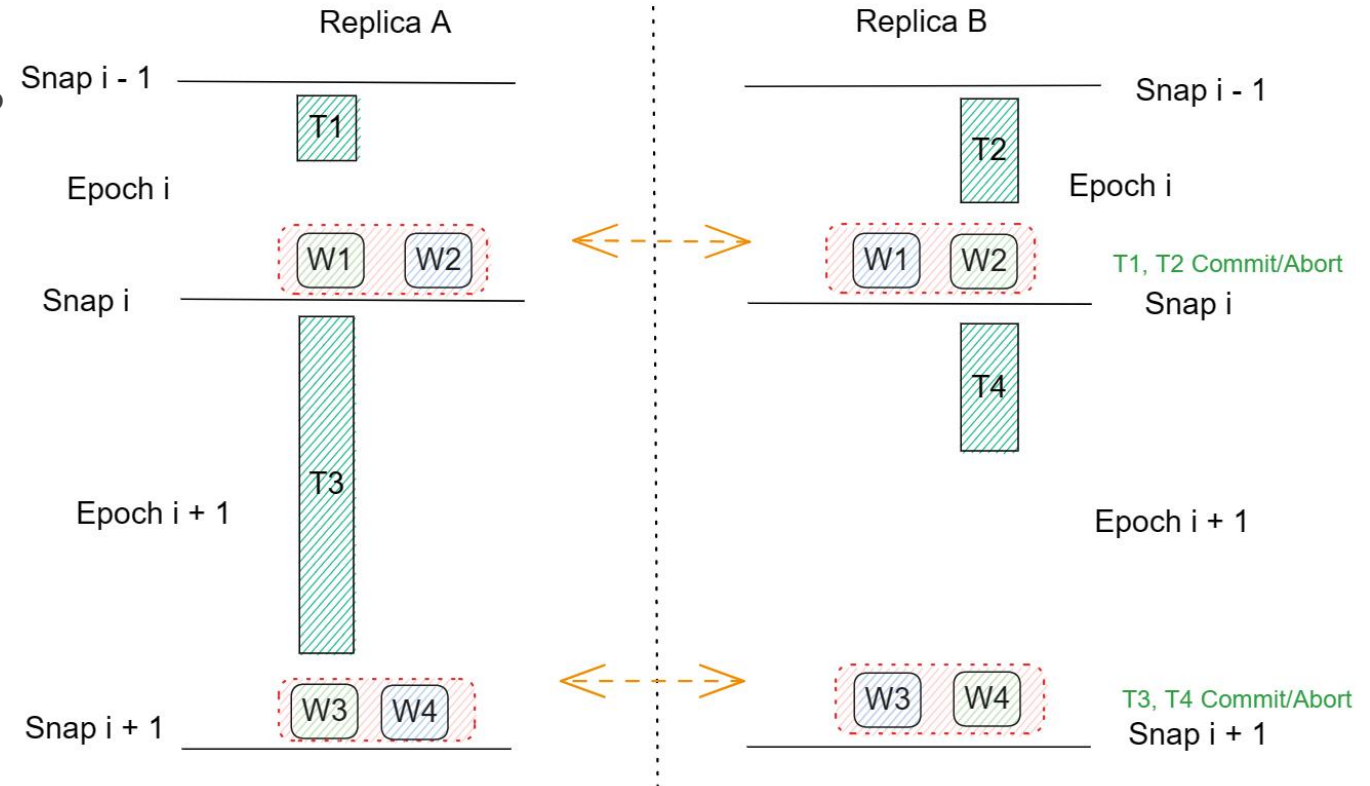 Replica A
Replica B
Snap i - 1
Snap i - 1
T1
T2
Epoch i
Epoch i
W1
W2
W1
W2
T1, T2 Commit/Abort
Snap i
Snap i
T3
T4
Epoch i + 1
Epoch i + 1
W3
W4
W3
W4
T3, T4 Commit/Abort
Snap i + 1
Snap i + 1